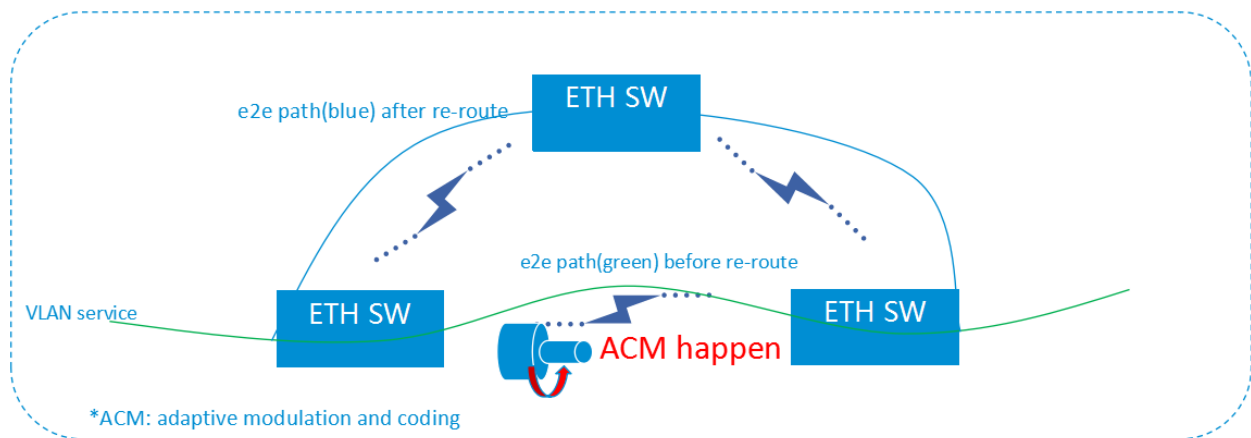 ETH SW
e2e path(blue) after re-route
e2e path(green) before re-route
VLAN service
ETH SW
ETH SW
ACM happen
*ACM: adaptive modulation and coding